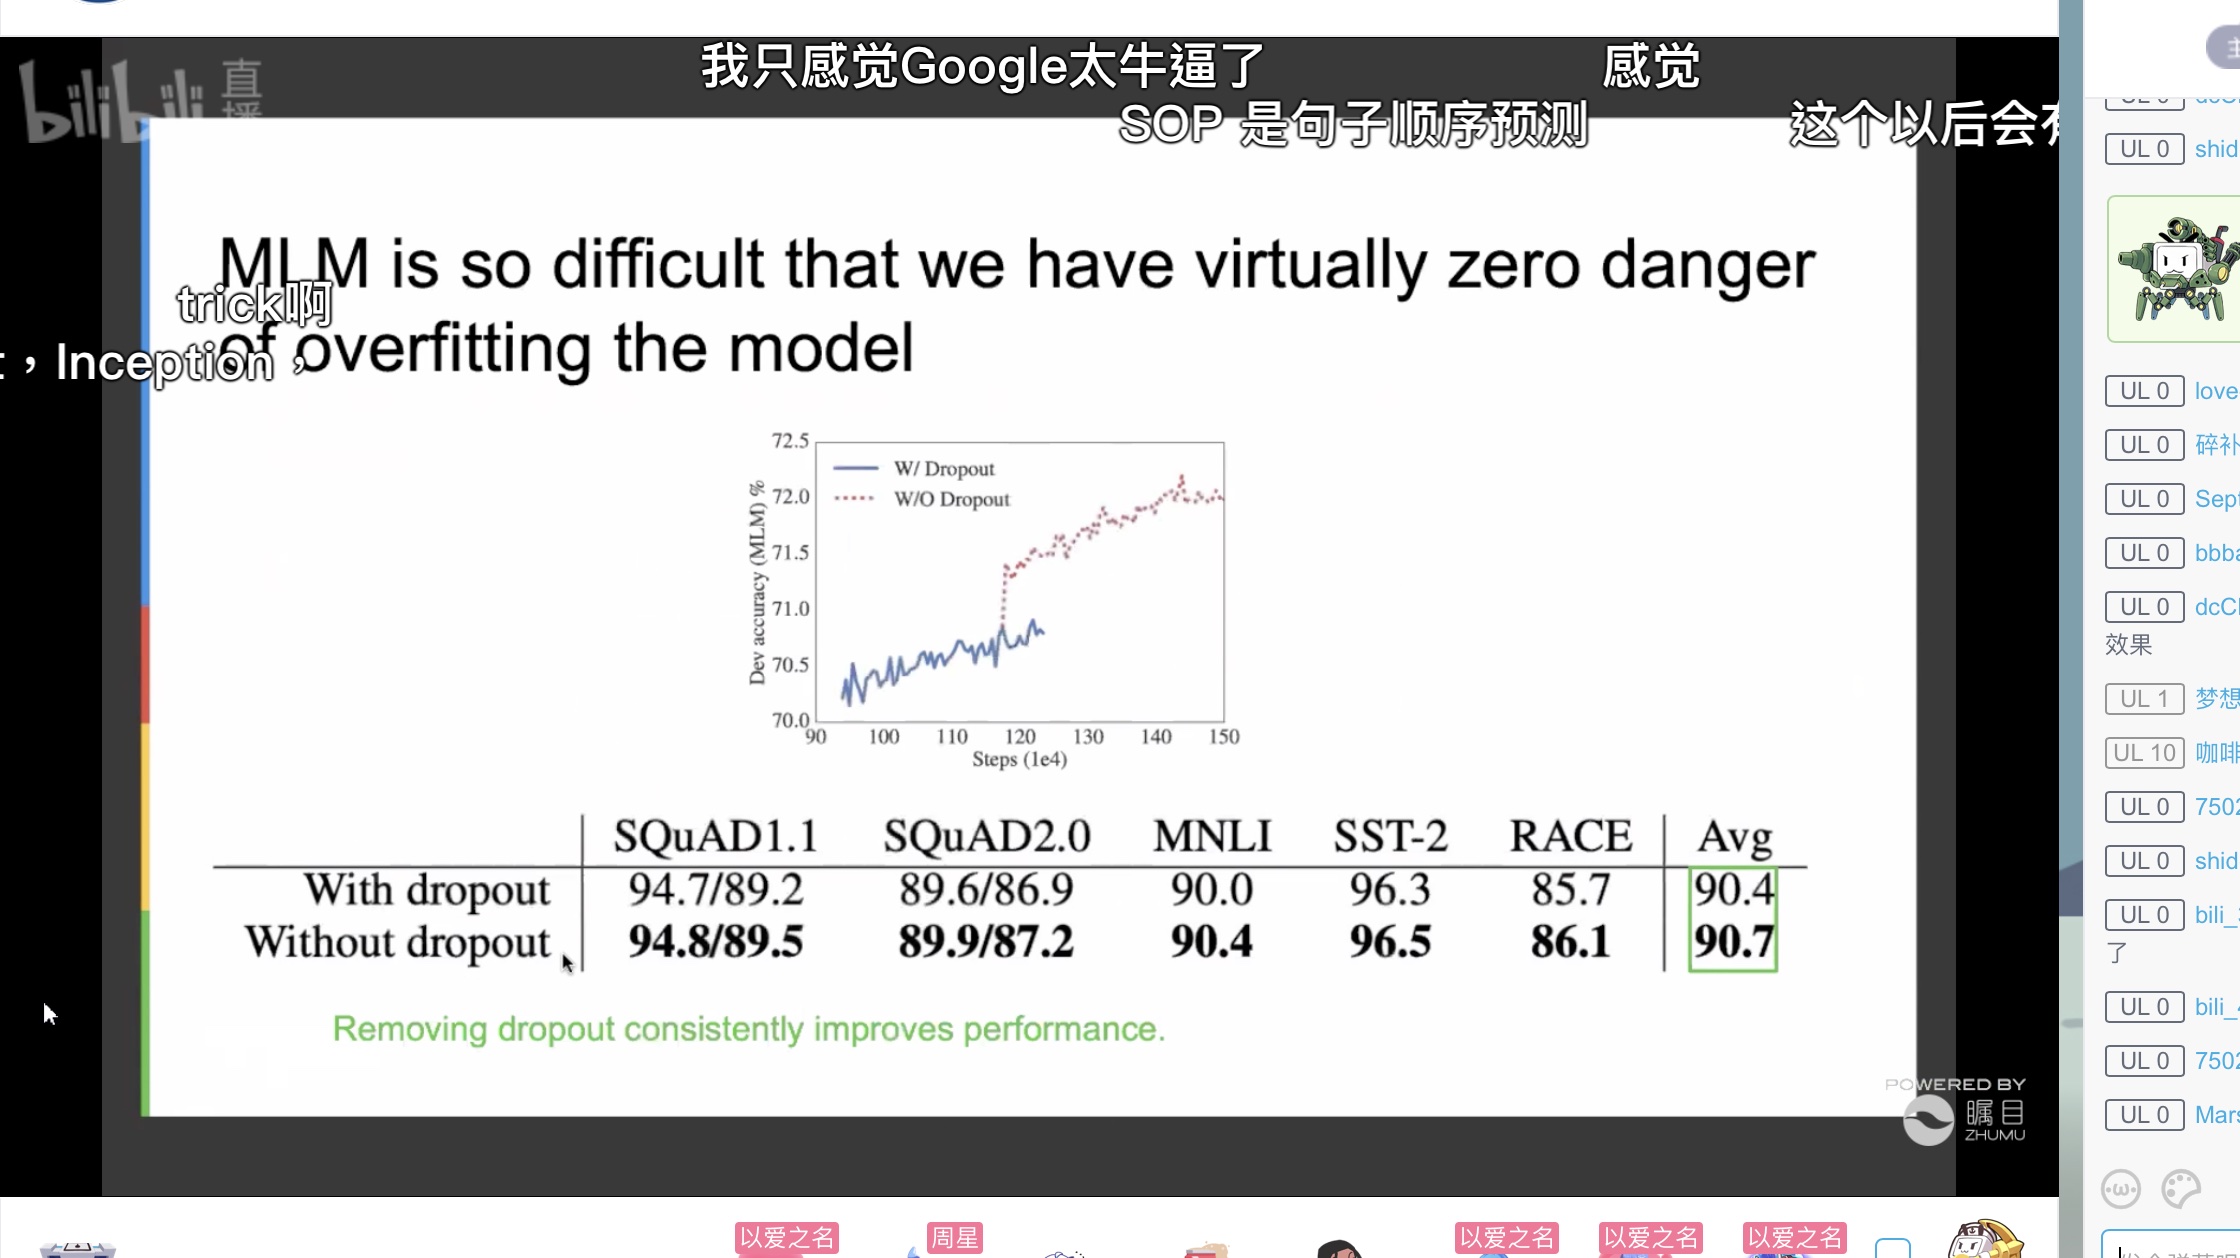 bilibili 直播
我只感觉Google太牛逼了
感觉
SOP 是句子顺序预测
这个以后会有
MLM is so difficult that we have virtually zero danger
trick啊
of overfitting the model
, Inception,
72.5
72.0
71.5
71.0
70.5
70.0
Dev accuracy (MLM) %
W/ Dropout
W/O Dropout
90 100 110 120 130 140 150
Steps (1e4)
SQuAD1.1 SQuAD2.0 MNLI SST-2 RACE Avg
With dropout 94.7/89.2 89.6/86.9 90.0 96.3 85.7 90.4
Without dropout 94.8/89.5 89.9/87.2 90.4 96.5 86.1 90.7
Removing dropout consistently improves performance.
POWERED BY
瞩目
ZHUMU
以爱之名 周星 以爱之名 以爱之名 以爱之名
UL 0 shid
UL 0 love
UL 0 碎补
UL 0 Sept
UL 0 bbba
UL 0 dcC
效果
UL 1 梦想
UL 10 咖啡
UL 0 7502
UL 0 shid
UL 0 bili_
了
UL 0 bili_
UL 0 7502
UL 0 Mars